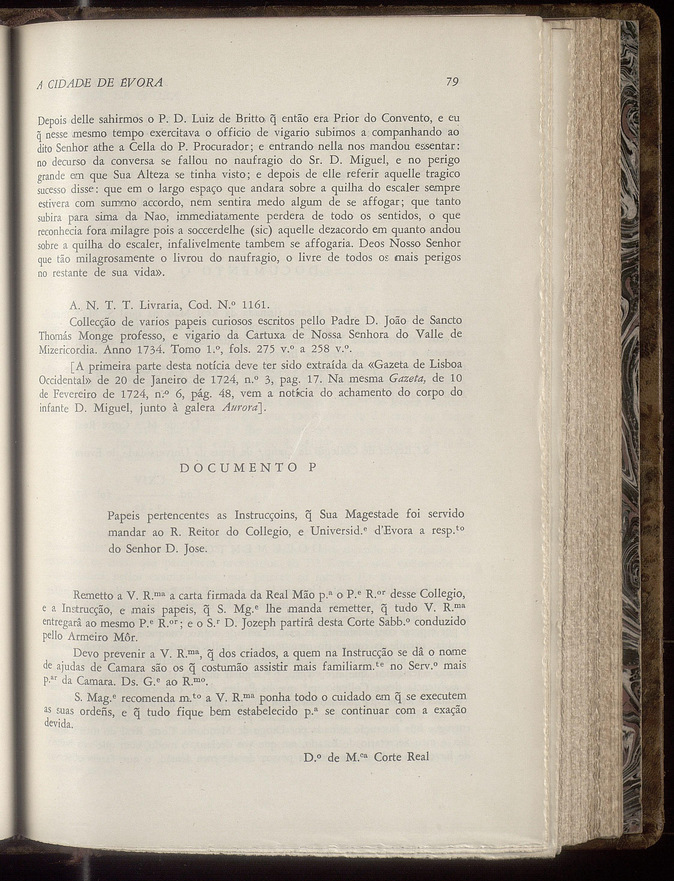 A CIDADE DE ÉVORA 79
Depois delle sahirmos o P. D. Luiz de Britto q̃ então era Prior do Convento, e eu
q̃ nesse mesmo tempo exercitava o officio de vigario subimos a companhando ao
dito Senhor athe a Cella do P. Procurador; e entrando nella nos mandou essentar:
no decurso da conversa se fallou no naufragio do Sr. D. Miguel, e no perigo
grande em que Sua Alteza se tinha visto; e depois de elle referir aquelle tragico
sucesso disse: que em o largo espaço que andara sobre a quilha do escaler sempre
estivera com summo accordo, nem sentira medo algum de se affogar; que tanto
subira para sima da Nao, immediatamente perdera de todo os sentidos, o que
reconhecia fora milagre pois a soccerdelhe (sic) aquelle dezacordo em quanto andou
sobre a quilha do escaler, infalivelmente tambem se affogaria. Deos Nosso Senhor
que tão milagrosamente o livrou do naufragio, o livre de todos os mais perigos
no restante de sua vida».
A. N. T. T. Livraria, Cod. N.º 1161.
Collecção de varios papeis curiosos escritos pello Padre D. João de Sancto
Thomás Monge professo, e vigario da Cartuxa de Nossa Senhora do Valle de
Mizericordia. Anno 1734. Tomo 1.º, fols. 275 v.º a 258 v.º.
[A primeira parte desta notícia deve ter sido extraída da «Gazeta de Lisboa
Occidental» de 20 de Janeiro de 1724, n.º 3, pag. 17. Na mesma Gazeta, de 10
de Fevereiro de 1724, n.º 6, pág. 48, vem a notícia do achamento do corpo do
infante D. Miguel, junto à galera Aurora].
DOCUMENTO P
Papeis pertencentes as Instrucçoins, q̃ Sua Magestade foi servido
mandar ao R. Reitor do Collegio, e Universid.ᵉ d'Evora a resp.ᵗᵒ
do Senhor D. Jose.
Remetto a V. R.ᵐᵃ a carta firmada da Real Mão p.ᵃ o P.ᵉ R.ᵒʳ desse Collegio,
e a Instrucção, e mais papeis, q̃ S. Mg.ᵉ lhe manda remetter, q̃ tudo V. R.ᵐᵃ
entregarâ ao mesmo P.ᵉ R.ᵒʳ; e o S.ʳ D. Jozeph partirâ desta Corte Sabb.º conduzido
pello Armeiro Môr.
Devo prevenir a V. R.ᵐᵃ, q̃ dos criados, a quem na Instrucção se dâ o nome
de ajudas de Camara são os q̃ costumão assistir mais familiarm.ᵗᵉ no Serv.º mais
p.ᵃʳ da Camara. Ds. G.ᵉ ao R.ᵐᵒ.
S. Mag.ᵉ recomenda m.ᵗᵒ a V. R.ᵐᵃ ponha todo o cuidado em q̃ se executem
as suas ordeñs, e q̃ tudo fique bem estabelecido p.ᵃ se continuar com a exação
devida.
D.º de M.ᶜᵃ Corte Real